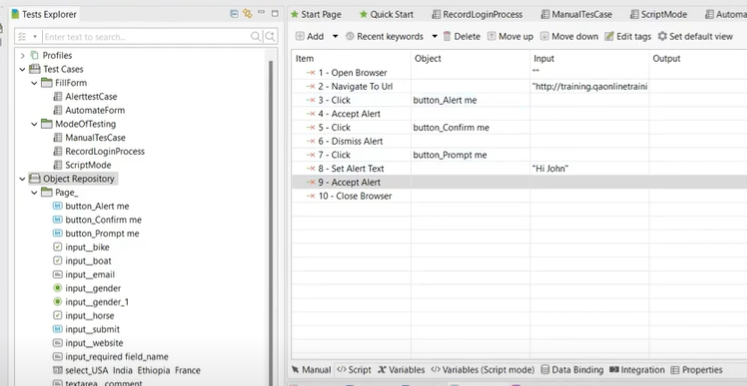 Tests Explorer
Enter text to search...
Profiles
Test Cases
FillForm
AlerttestCase
AutomateForm
ModeOfTesting
ManualTesCase
RecordLoginProcess
ScriptMode
Object Repository
Page_
button_Alert me
button_Confirm me
button_Prompt me
input__bike
input__boat
input__email
input__gender
input__gender_1
input__horse
input__submit
input__website
input_required field_name
select_USA India Ethiopia France
textarea__comment
Start Page Quick Start RecordLoginProcess ManualTesCase ScriptMode Automa
Add Recent keywords Delete Move up Move down Edit tags Set default view
Item Object Input Output
1 - Open Browser ""
2 - Navigate To Url "http://training.qaonlinetraini
3 - Click button_Alert me
4 - Accept Alert
5 - Click button_Confirm me
6 - Dismiss Alert
7 - Click button_Prompt me
8 - Set Alert Text "Hi John"
9 - Accept Alert
10 - Close Browser
Manual </> Script Variables </> Variables (Script mode) Data Binding Integration Properties